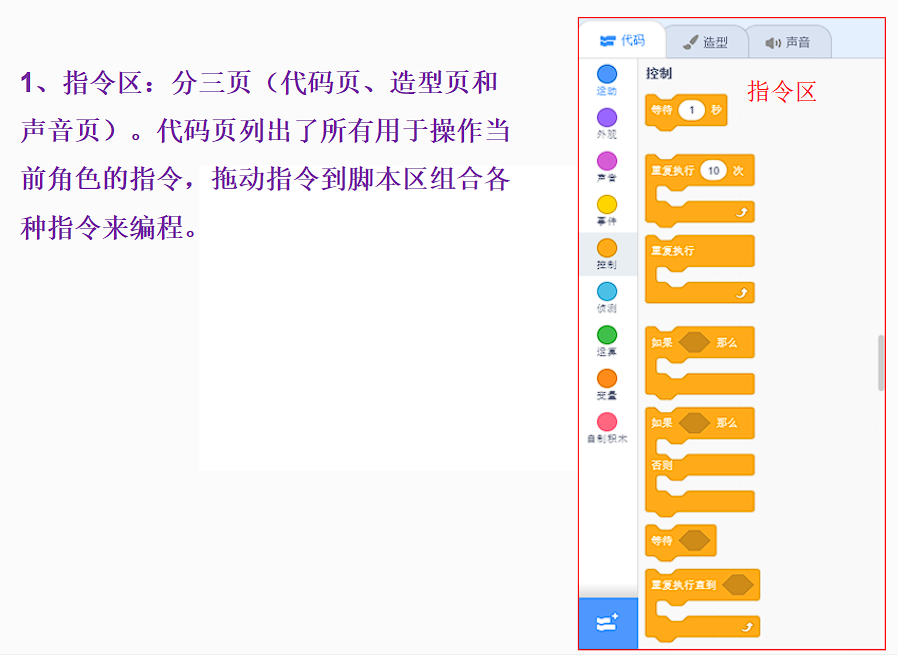 1、指令区：分三页（代码页、造型页和
声音页）。代码页列出了所有用于操作当
前角色的指令，拖动指令到脚本区组合各
种指令来编程。
代码
造型
声音
运动
外观
声音
事件
控制
侦测
运算
变量
自制积木
控制
指令区
等待 1 秒
重复执行 10 次
重复执行
如果 那么
如果 那么
否则
等待
重复执行直到